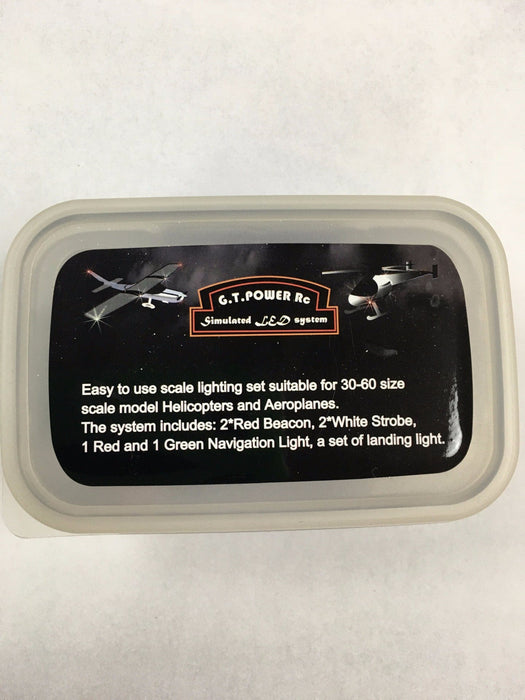 G.T.POWER Rc
Simulated LED system
Easy to use scale lighting set suitable for 30-60 size
scale model Helicopters and Aeroplanes.
The system includes: 2*Red Beacon, 2*White Strobe,
1 Red and 1 Green Navigation Light, a set of landing light.